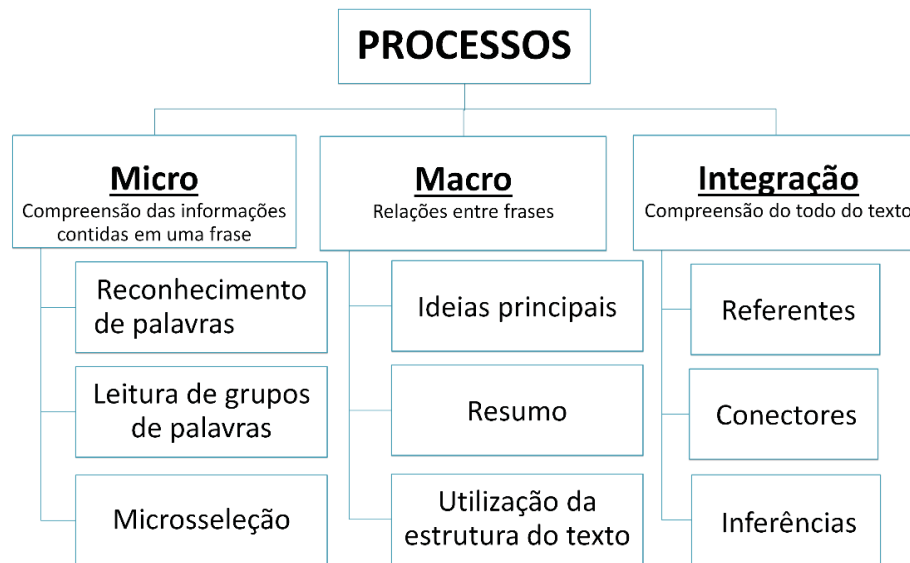 PROCESSOS
Micro
Compreensão das informações
contidas em uma frase
Reconhecimento
de palavras
Leitura de grupos
de palavras
Microsseleção
Macro
Relações entre frases
Ideias principais
Resumo
Utilização da
estrutura do texto
Integração
Compreensão do todo do texto
Referentes
Conectores
Inferências